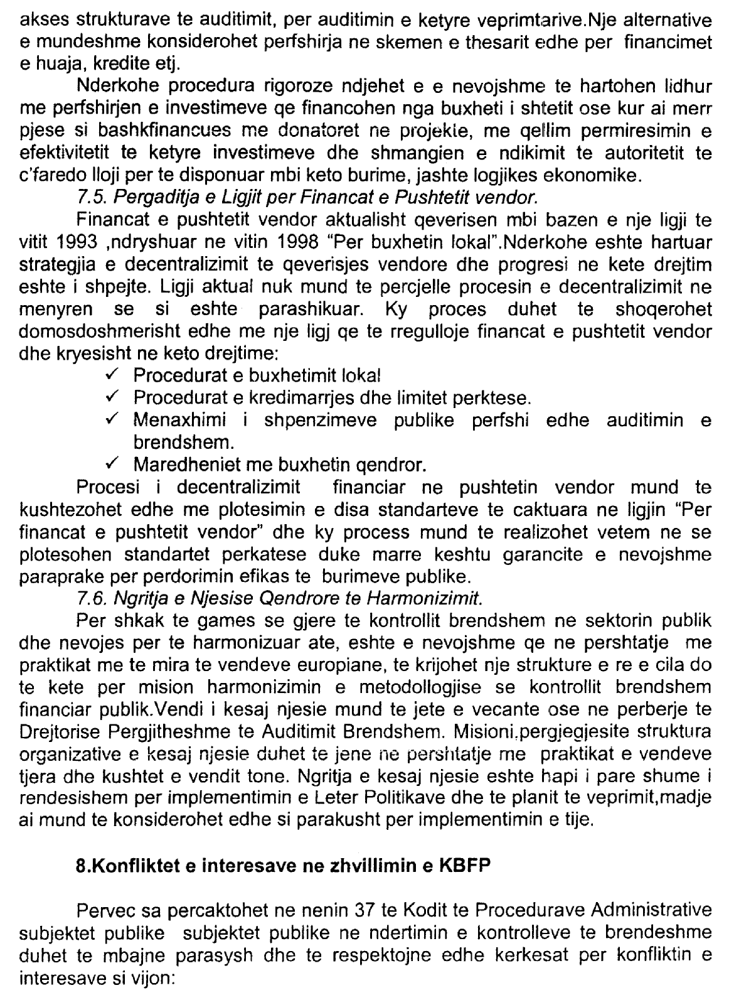 akses strukturave te auditimit, per auditimin e ketyre veprimtarive.Nje alternative
e mundeshme konsiderohet perfshirja ne skemen e thesarit edhe per financimet
e huaja, kredite etj.
Nderkohe procedura rigoroze ndjehet e e nevojshme te hartohen lidhur
me perfshirjen e investimeve qe financohen nga buxheti i shtetit ose kur ai merr
pjese si bashkfinancues me donatoret ne projekte, me qellim permiresimin e
efektivitetit te ketyre investimeve dhe shmangien e ndikimit te autoritetit te
c'faredo lloji per te disponuar mbi keto burime, jashte logjikes ekonomike.
7.5. Pergaditja e Ligjit per Financat e Pushtetit vendor.
Financat e pushtetit vendor aktualisht qeverisen mbi bazen e nje ligji te
vitit 1993 ,ndryshuar ne vitin 1998 “Per buxhetin lokal”.Nderkohe eshte hartuar
strategjia e decentralizimit te qeverisjes vendore dhe progresi ne kete drejtim
eshte i shpejte. Ligji aktual nuk mund te percjelle procesin e decentralizimit ne
menyren se si eshte parashikuar. Ky proces duhet te shoqerohet
domosdoshmerisht edhe me nje ligj qe te rregulloje financat e pushtetit vendor
dhe kryesisht ne keto drejtime:
✓ Procedurat e buxhetimit lokal
✓ Procedurat e kredimarrjes dhe limitet perktese.
✓ Menaxhimi i shpenzimeve publike perfshi edhe auditimin e
brendshem.
✓ Maredheniet me buxhetin qendror.
Procesi i decentralizimit financiar ne pushtetin vendor mund te
kushtezohet edhe me plotesimin e disa standarteve te caktuara ne ligjin “Per
financat e pushtetit vendor” dhe ky process mund te realizohet vetem ne se
plotesohen standartet perkatese duke marre keshtu garancite e nevojshme
paraprake per perdorimin efikas te burimeve publike.
7.6. Ngritja e Njesise Qendrore te Harmonizimit.
Per shkak te games se gjere te kontrollit brendshem ne sektorin publik
dhe nevojes per te harmonizuar ate, eshte e nevojshme qe ne pershtatje me
praktikat me te mira te vendeve europiane, te krijohet nje strukture e re e cila do
te kete per mision harmonizimin e metodollogjise se kontrollit brendshem
financiar publik.Vendi i kesaj njesie mund te jete e vecante ose ne perberje te
Drejtorise Pergjitheshme te Auditimit Brendshem. Misioni.pergjegjesite struktura
organizative e kesaj njesie duhet te jene ne pershtatje me praktikat e vendeve
tjera dhe kushtet e vendit tone. Ngritja e kesaj njesie eshte hapi i pare shume i
rendesishem per implementimin e Leter Politikave dhe te planit te veprimit,madje
ai mund te konsiderohet edhe si parakusht per implementimin e tije.
8.Konfliktet e interesave ne zhvillimin e KBFP
Pervec sa percaktohet ne nenin 37 te Kodit te Procedurave Administrative
subjektet publike subjektet publike ne ndertimin e kontrolleve te brendeshme
duhet te mbajne parasysh dhe te respektojne edhe kerkesat per konfliktin e
interesave si vijon: